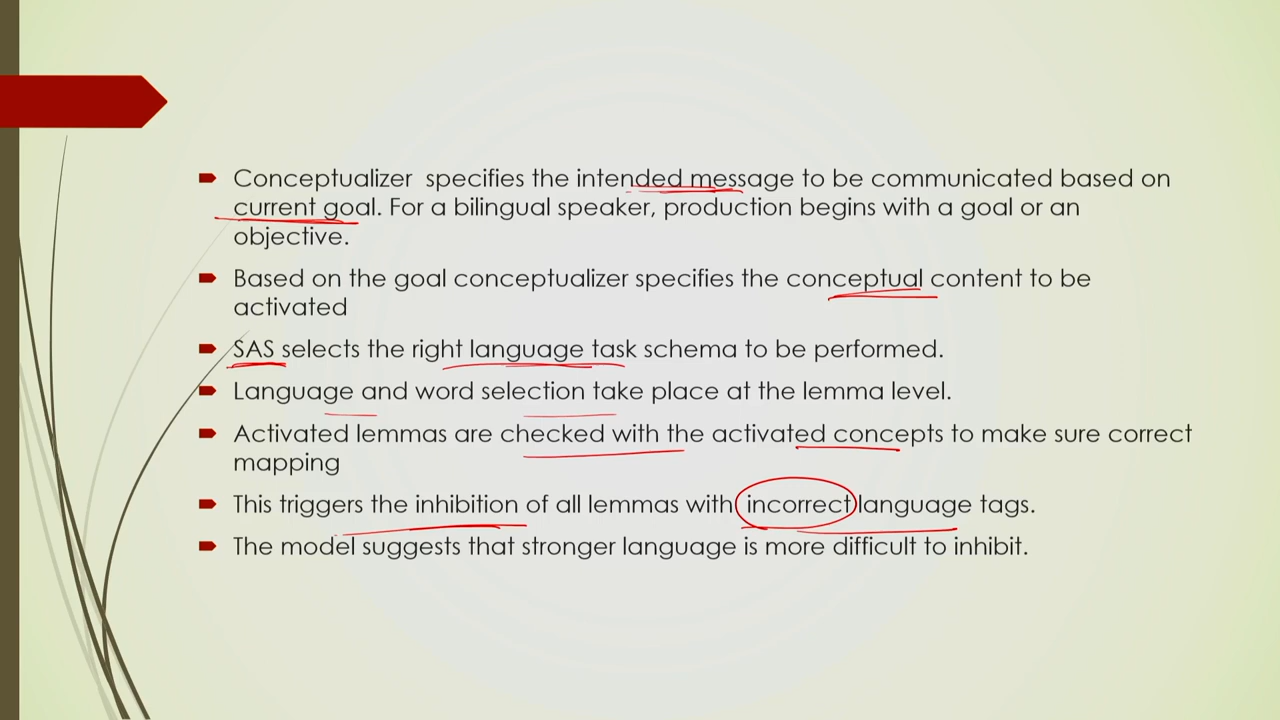 Conceptualizer specifies the intended message to be communicated based on
current goal. For a bilingual speaker, production begins with a goal or an
objective.
Based on the goal conceptualizer specifies the conceptual content to be
activated
SAS selects the right language task schema to be performed.
Language and word selection take place at the lemma level.
Activated lemmas are checked with the activated concepts to make sure correct
mapping
This triggers the inhibition of all lemmas with incorrect language tags.
The model suggests that stronger language is more difficult to inhibit.